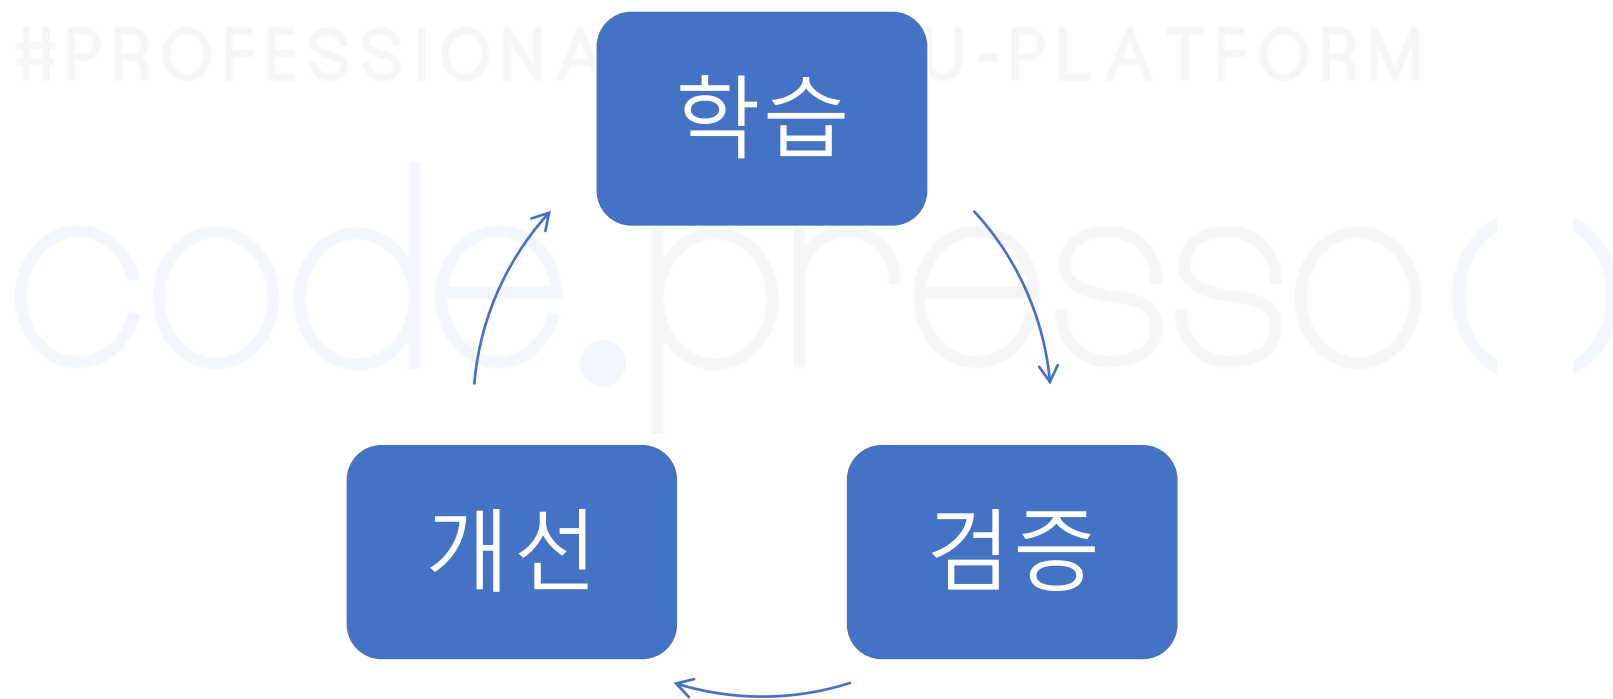 #PROFESSIONA U-PLATFORM
학습
code.presso()
개선 검증